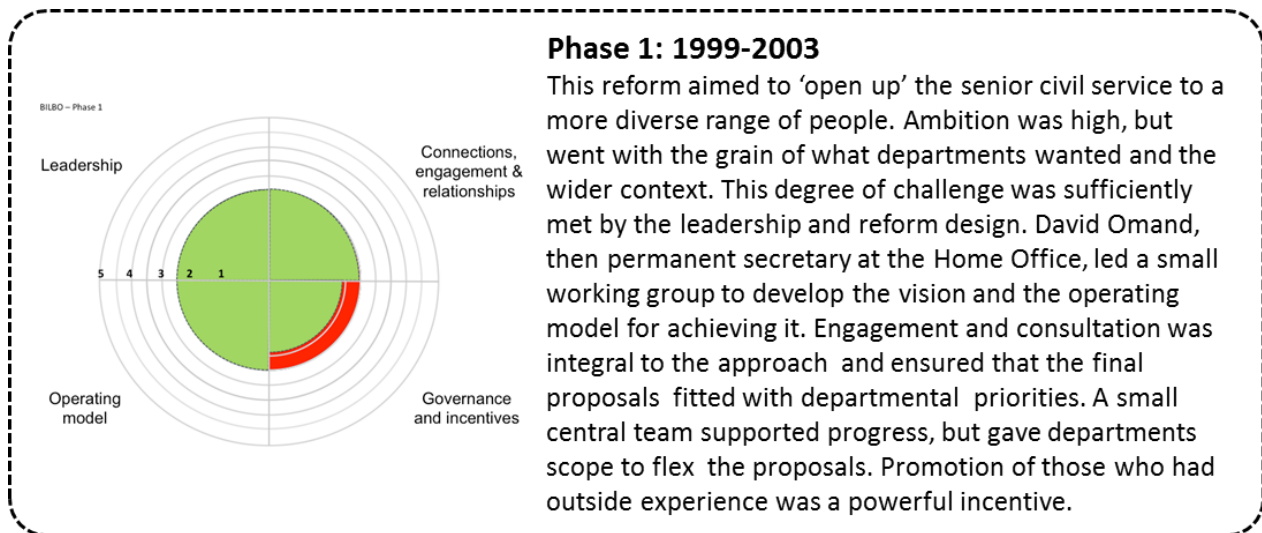 BILBO – Phase 1
Leadership
Connections,
engagement &
relationships
5 4 3 2 1
Operating
model
Governance
and incentives
Phase 1: 1999-2003
This reform aimed to ‘open up’ the senior civil service to a
more diverse range of people. Ambition was high, but
went with the grain of what departments wanted and the
wider context. This degree of challenge was sufficiently
met by the leadership and reform design. David Omand,
then permanent secretary at the Home Office, led a small
working group to develop the vision and the operating
model for achieving it. Engagement and consultation was
integral to the approach and ensured that the final
proposals fitted with departmental priorities. A small
central team supported progress, but gave departments
scope to flex the proposals. Promotion of those who had
outside experience was a powerful incentive.